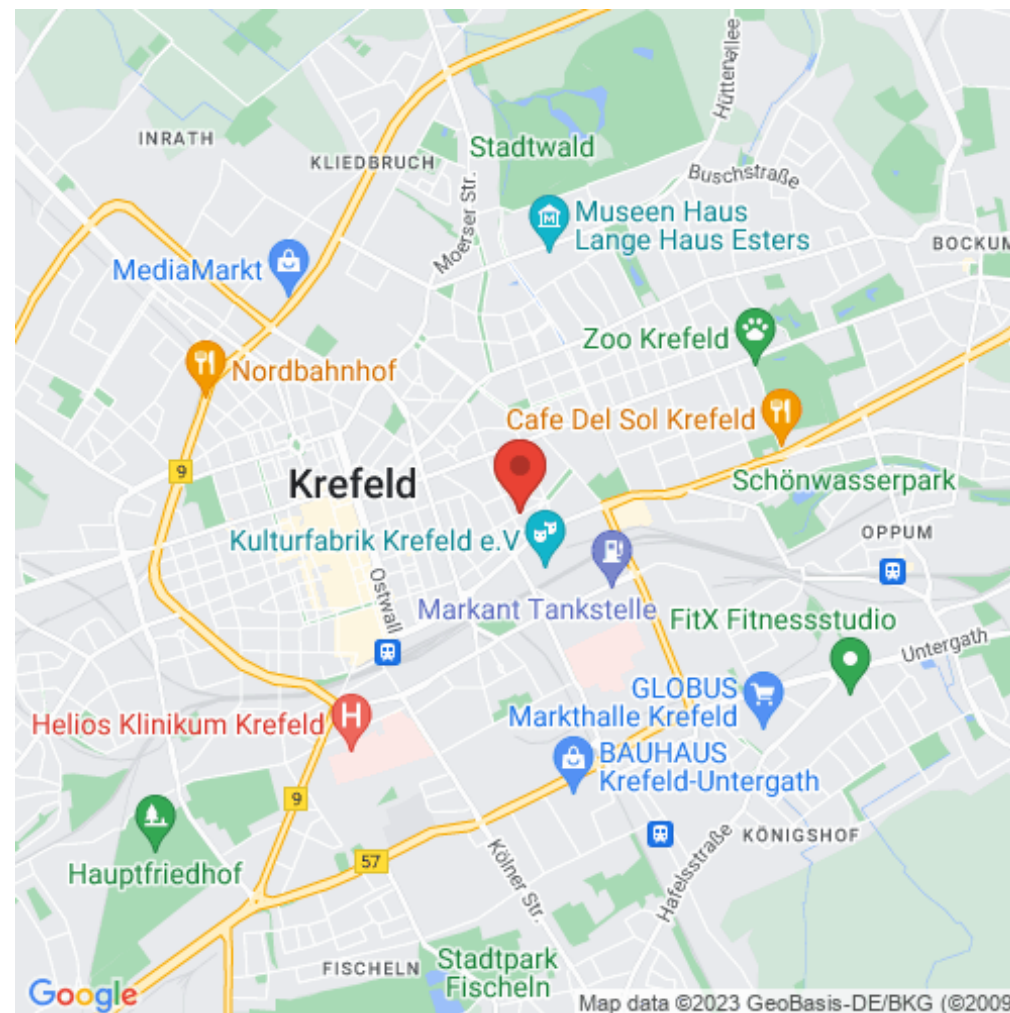 Hüttenallee
INRATH
KLIEDBRUCH
Stadtwald
Buschstraße
Moerser Str.
Museen Haus
Lange Haus Esters
BOCKUM
MediaMarkt
Zoo Krefeld
Nordbahnhof
Cafe Del Sol Krefeld
9
Krefeld
Schönwasserpark
Kulturfabrik Krefeld e.V
OPPUM
Ostwall
Markant Tankstelle
FitX Fitnessstudio
Untergath
GLOBUS
Markthalle Krefeld
Helios Klinikum Krefeld
H
BAUHAUS
Krefeld-Untergath
9
KÖNIGSHOF
Hafelsstraße
57
Hauptfriedhof
Kölner Str.
FISCHELN
Stadtpark
Fischeln
Google
Map data ©2023 GeoBasis-DE/BKG (©2009